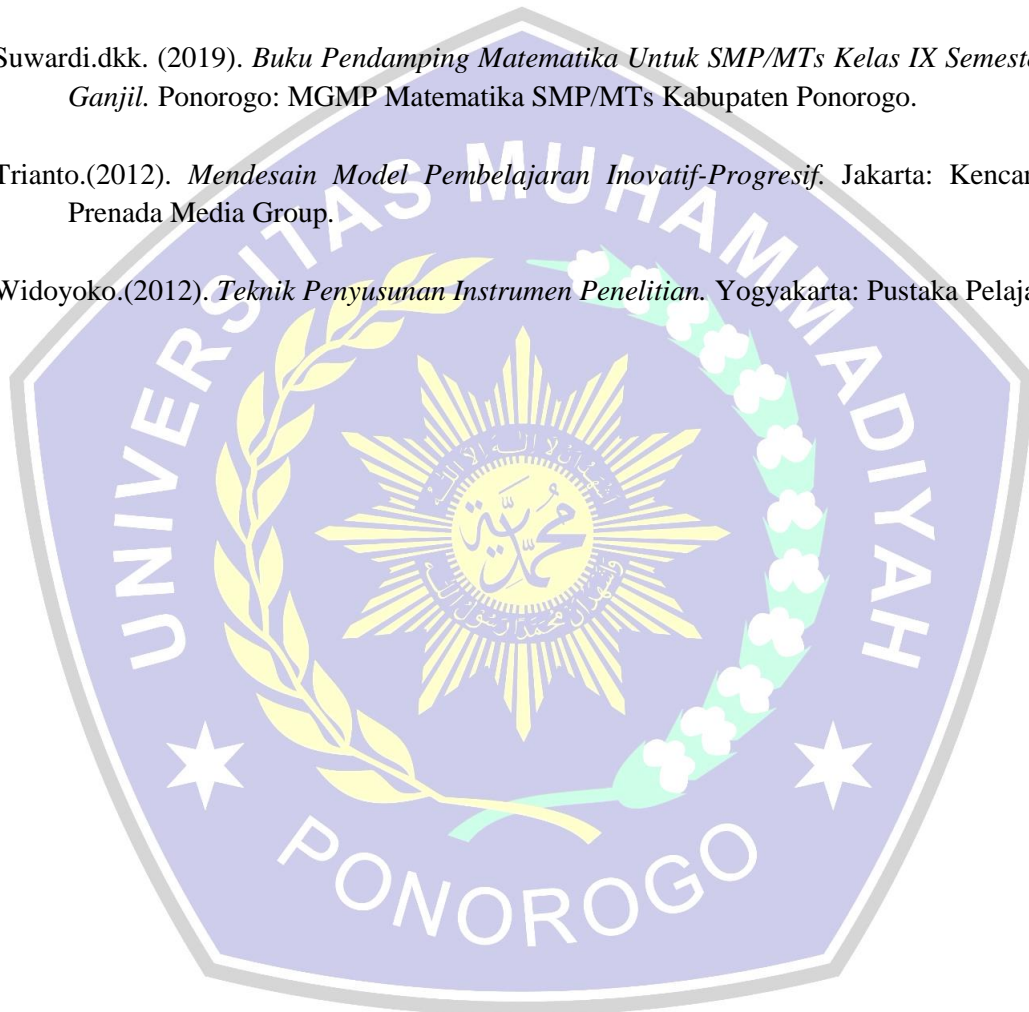 Suwardi.dkk. (2019). Buku Pendamping Matematika Untuk SMP/MTs Kelas IX Semeste
Ganjil. Ponorogo: MGMP Matematika SMP/MTs Kabupaten Ponorogo.
Trianto.(2012). Mendesain Model Pembelajaran Inovatif-Progresif. Jakarta: Kencan
Prenada Media Group.
Widoyoko.(2012). Teknik Penyusunan Instrumen Penelitian. Yogyakarta: Pustaka Pelaja
UNIVERSITAS MUHAMMADIYAH
محمدية
PONOROGO